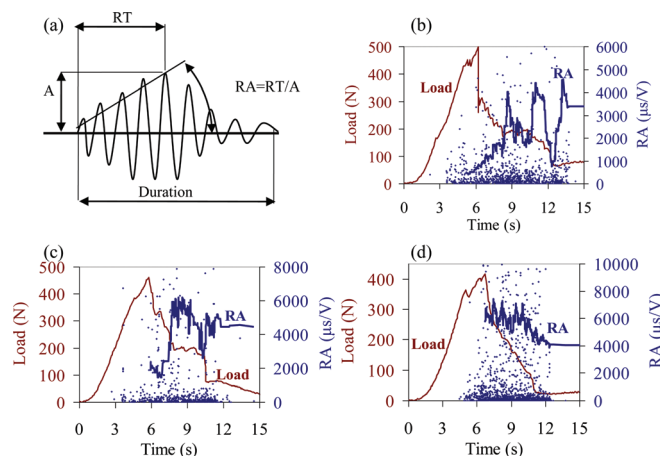 (a)
RT
A
RA=RT/A
Duration
(b)
500
400
300
200
100
0
Load (N)
Load
RA
6000
5000
4000
3000
2000
1000
0
RA (µs/V)
0 3 6 9 12 15
Time (s)
(c)
500
400
300
200
100
0
Load (N)
RA
Load
8000
6000
4000
2000
0
RA (µs/V)
0 3 6 9 12 15
Time (s)
(d)
400
300
200
100
0
Load (N)
Load
RA
10000
8000
6000
4000
2000
0
RA (µs/V)
0 3 6 9 12 15
Time (s)